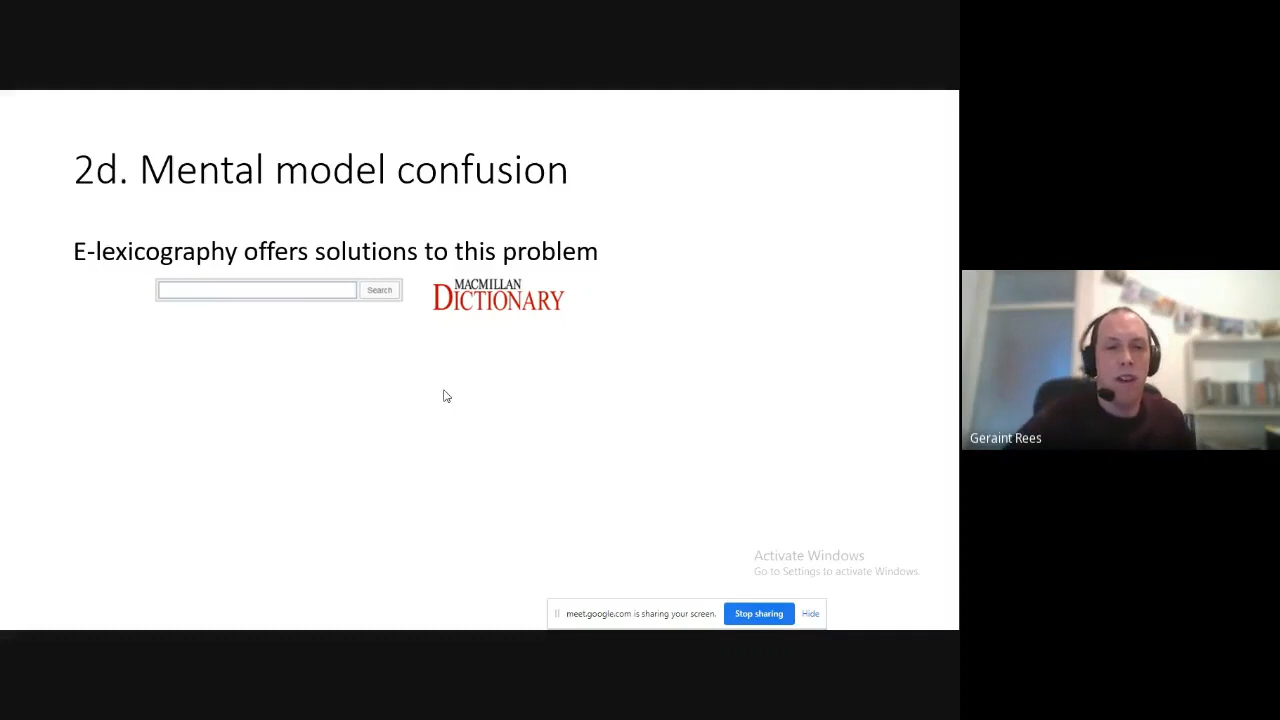 2d. Mental model confusion
E-lexicography offers solutions to this problem
Search
MACMILLAN
DICTIONARY
Geraint Rees
Activate Windows
Go to Settings to activate Windows.
meet.google.com is sharing your screen.
Stop sharing
Hide